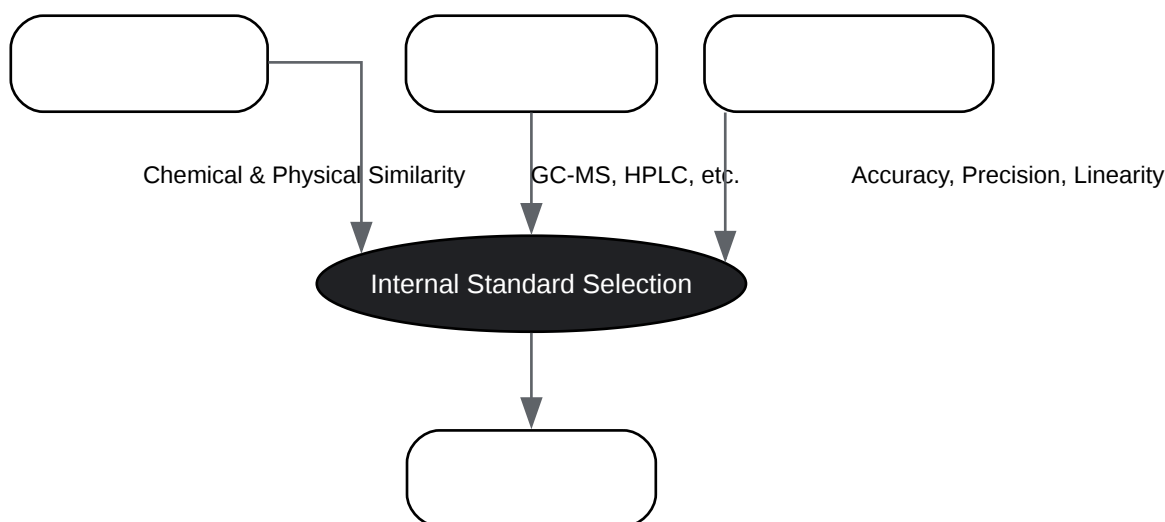 Chemical & Physical Similarity
GC-MS, HPLC, etc.
Accuracy, Precision, Linearity
Internal Standard Selection